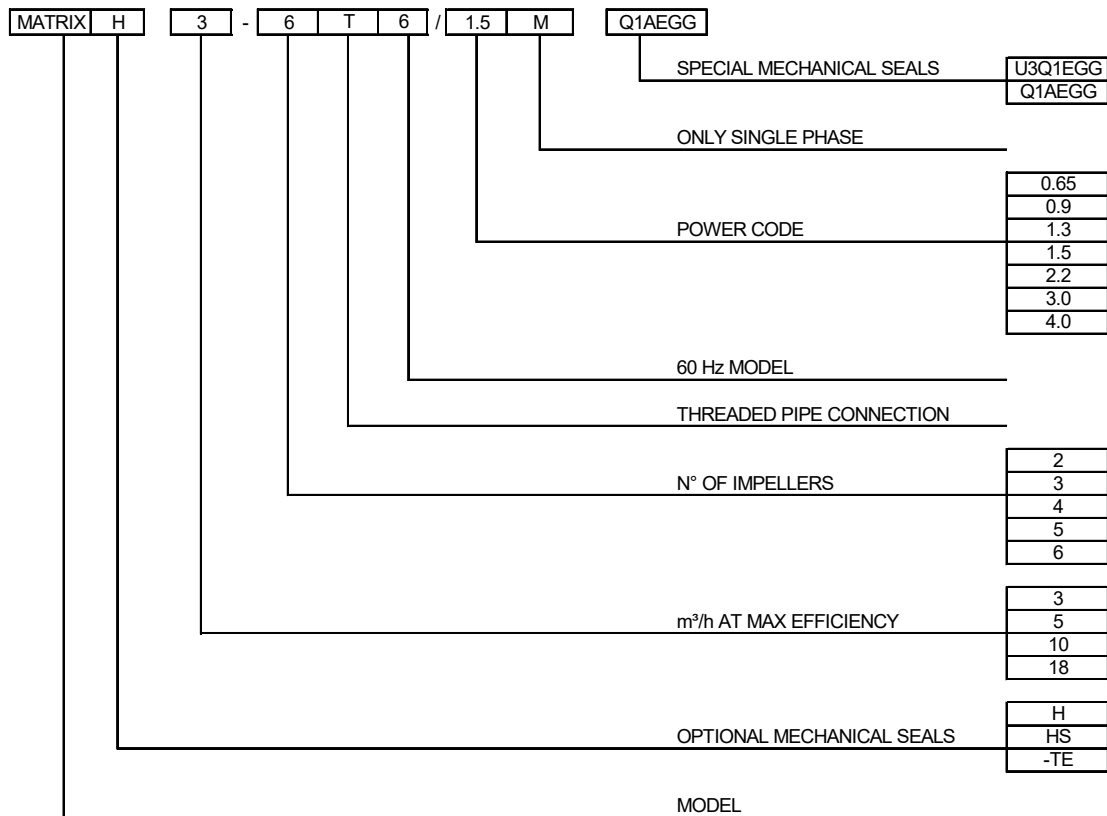 MATRIX H 3 - 6 T 6 / 1.5 M Q1AEGG
SPECIAL MECHANICAL SEALS U3Q1EGG
Q1AEGG
ONLY SINGLE PHASE
0.65
0.9
POWER CODE 1.3
1.5
2.2
3.0
4.0
60 Hz MODEL
THREADED PIPE CONNECTION
2
N° OF IMPELLERS 3
4
5
6
3
m³/h AT MAX EFFICIENCY 5
10
18
H
OPTIONAL MECHANICAL SEALS HS
-TE
MODEL